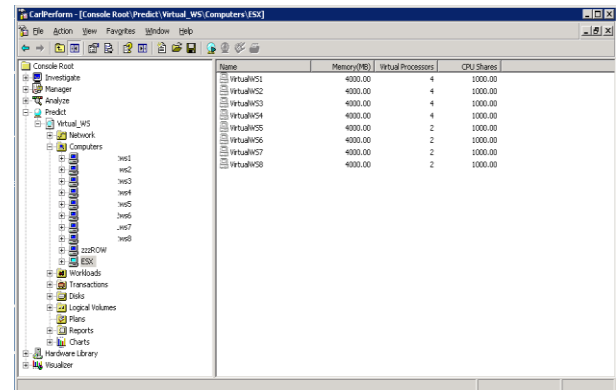 CarlPerform - [Console Root\Predict\Virtual_WS\Computers\ESX]
File Action View Favorites Window Help
Console Root
Investigate
Manager
Analyze
Predict
Virtual_WS
Network
Computers
ws1
ws2
ws3
ws4
ws5
ws6
ws7
ws8
zzzROW
ESX
Workloads
Transactions
Disks
Logical Volumes
Plans
Reports
Charts
Hardware Library
Visualizer
Name Memory(MB) Virtual Processors CPU Shares
VirtualWS1 4000.00 4 1000.00
VirtualWS2 4000.00 4 1000.00
VirtualWS3 4000.00 4 1000.00
VirtualWS4 4000.00 4 1000.00
VirtualWS5 4000.00 2 1000.00
VirtualWS6 4000.00 2 1000.00
VirtualWS7 4000.00 2 1000.00
VirtualWS8 4000.00 2 1000.00